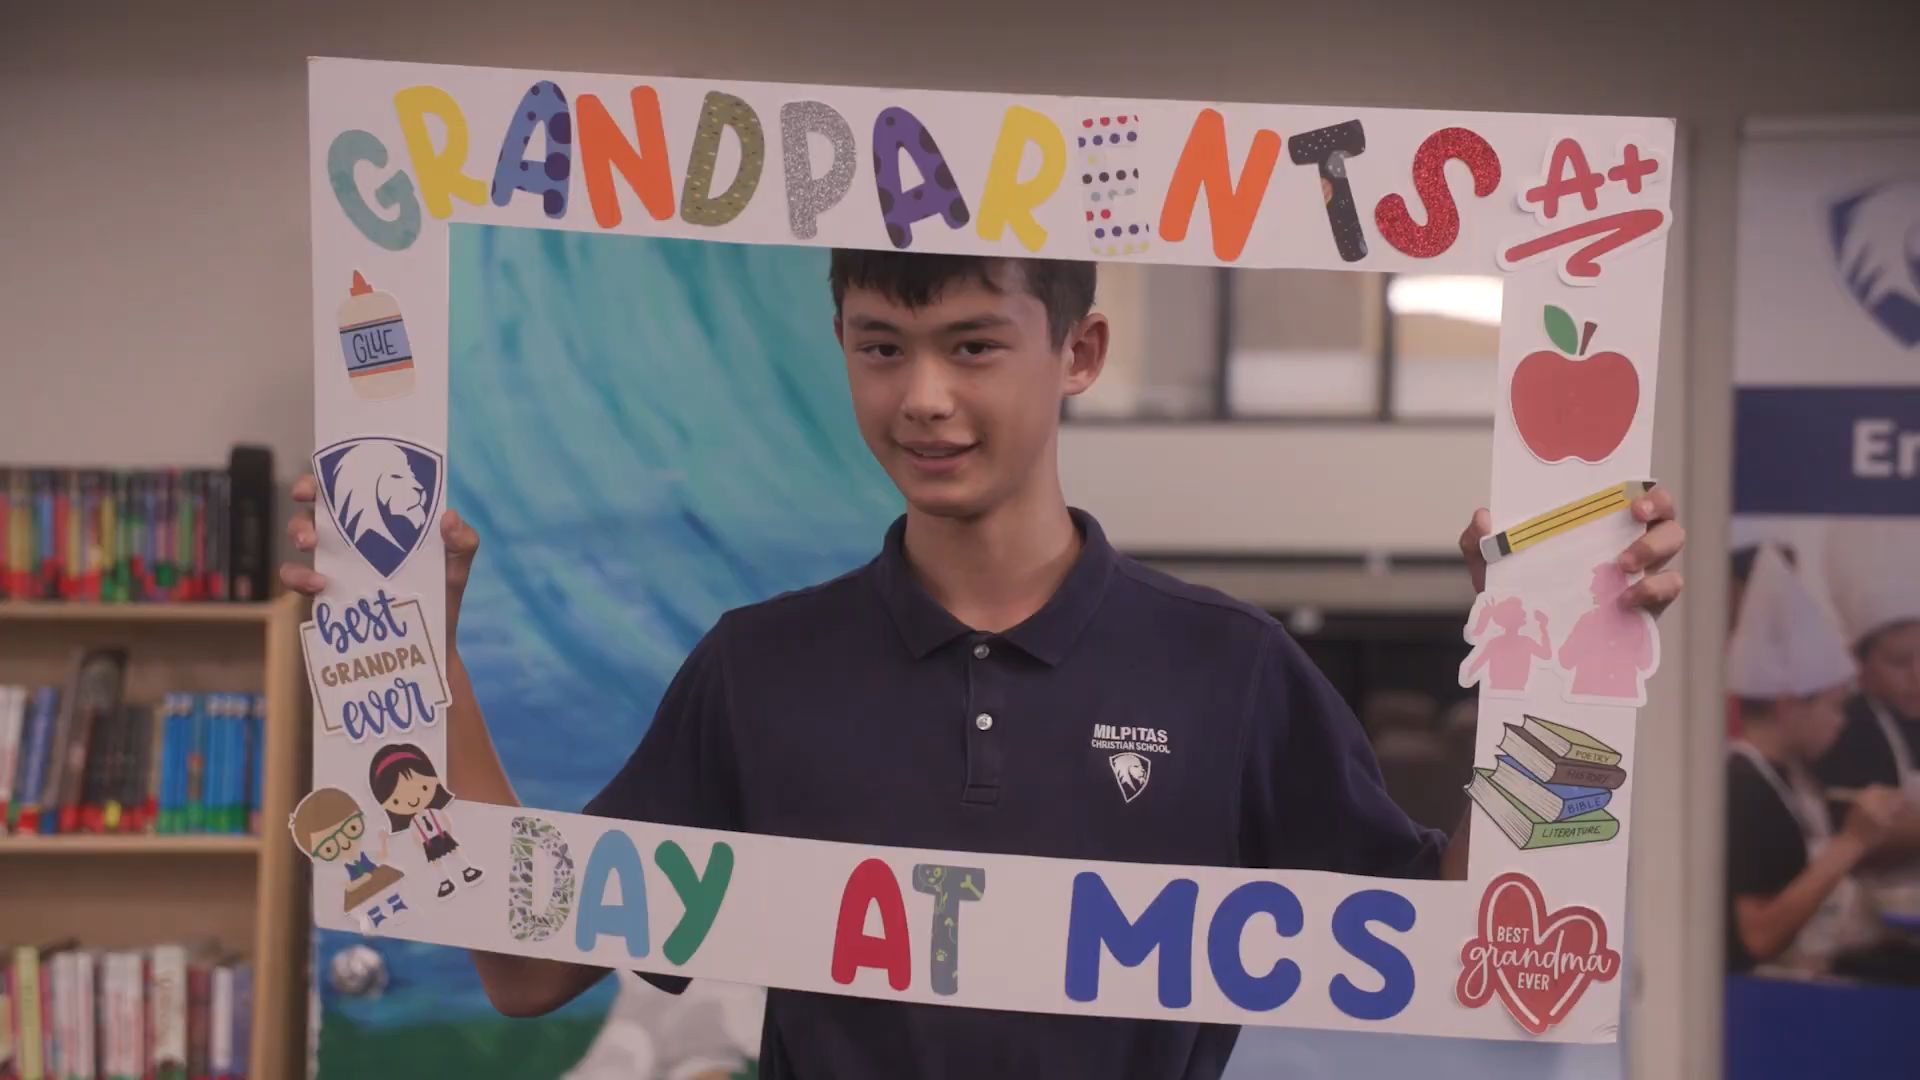 GRANDPARENTS
A+
GLUE
best
GRANDPA
ever
MILPITAS
CHRISTIAN SCHOOL
POETRY
HISTORY
BIBLE
LITERATURE
DAY AT MCS
BEST
grandma
EVER